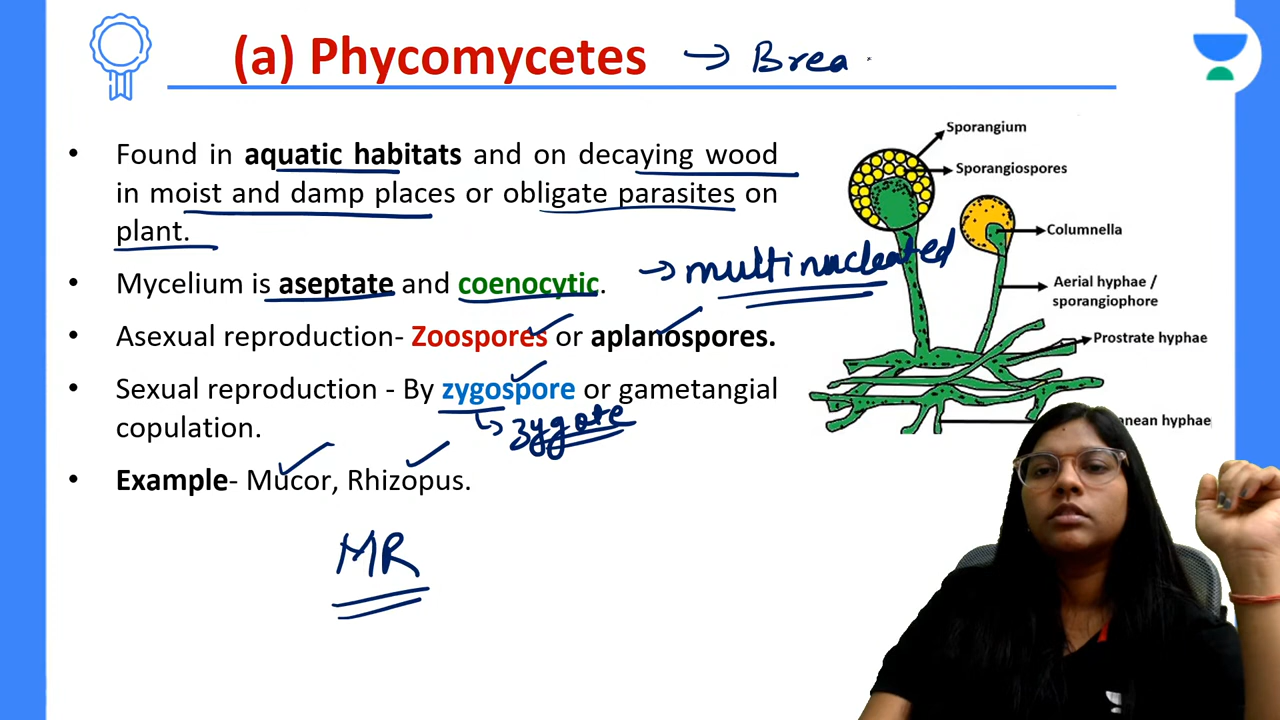 (a) Phycomycetes → Brea
• Found in aquatic habitats and on decaying wood
in moist and damp places or obligate parasites on
plant.
• Mycelium is aseptate and coenocytic. → multinucleated
• Asexual reproduction- Zoospores or aplanospores.
• Sexual reproduction - By zygospore or gametangial
copulation.
zygote
• Example- Mucor, Rhizopus.
MR
Sporangium
Sporangiospores
Columnella
Aerial hyphae /
sporangiophore
Prostrate hyphae
anean hyphae